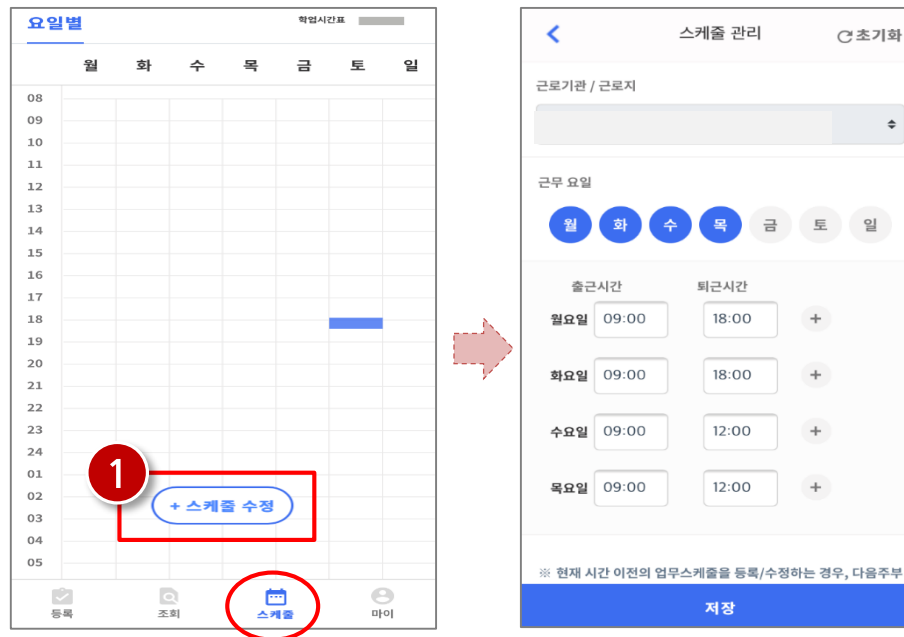 요일별
학업시간표
월 화 수 목 금 토 일
08
09
10
11
12
13
14
15
16
17
18
19
20
21
22
23
24
01
02
03
04
05
1
+ 스케줄 수정
등록 조회 스케줄 마이
스케줄 관리 초기화
근로기관 / 근로지
근무 요일
월 화 수 목 금 토 일
출근시간 퇴근시간
월요일 09:00 18:00 +
화요일 09:00 18:00 +
수요일 09:00 12:00 +
목요일 09:00 12:00 +
※ 현재 시간 이전의 업무스케줄을 등록/수정하는 경우, 다음주부
저장